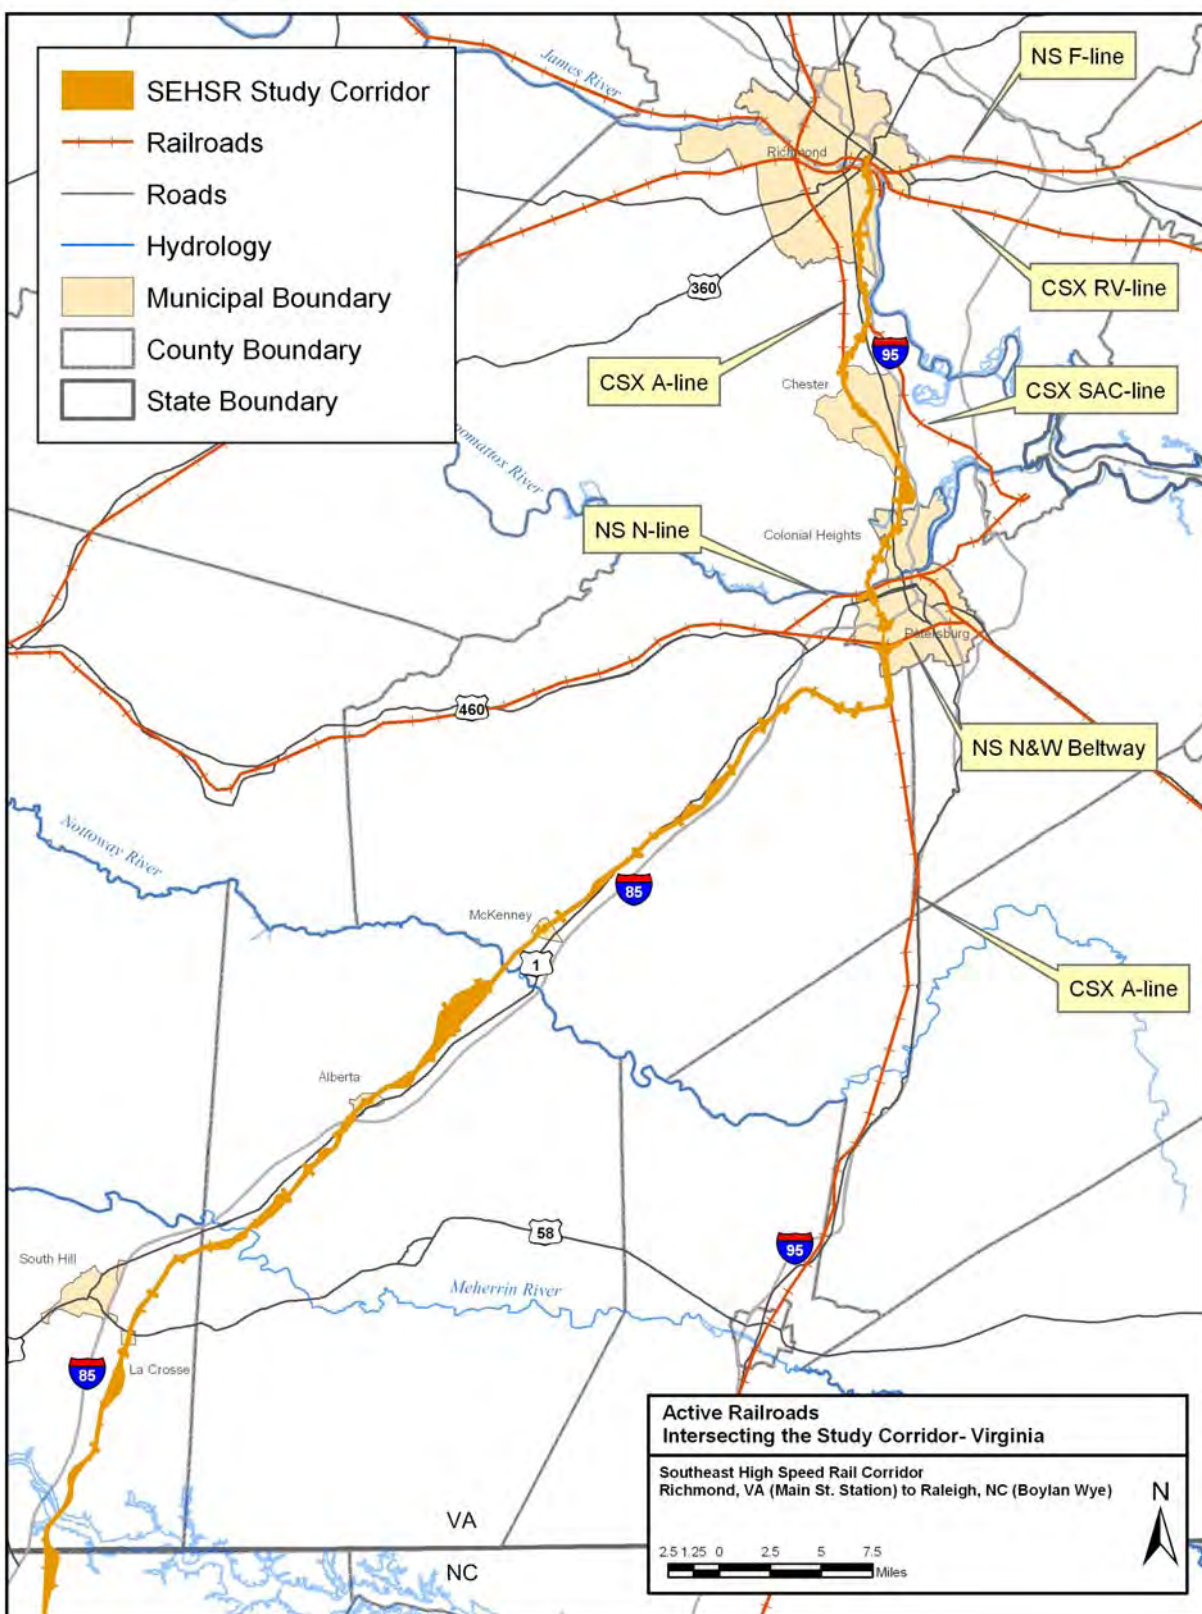 SEHSR Study Corridor
Railroads
Roads
Hydrology
Municipal Boundary
County Boundary
State Boundary
James River
NS F-line
Richmond
CSX RV-line
360
95
CSX A-line
Chester
CSX SAC-line
oomattox River
NS N-line
Colonial Heights
Petersburg
460
NS N&W Beltway
Nottoway River
85
McKenney
1
CSX A-line
Alberta
58
95
South Hill
Meherrin River
La Crosse
85
VA
NC
Active Railroads
Intersecting the Study Corridor- Virginia
Southeast High Speed Rail Corridor
Richmond, VA (Main St. Station) to Raleigh, NC (Boylan Wye)
N
2.5 1.25 0 2.5 5 7.5
Miles